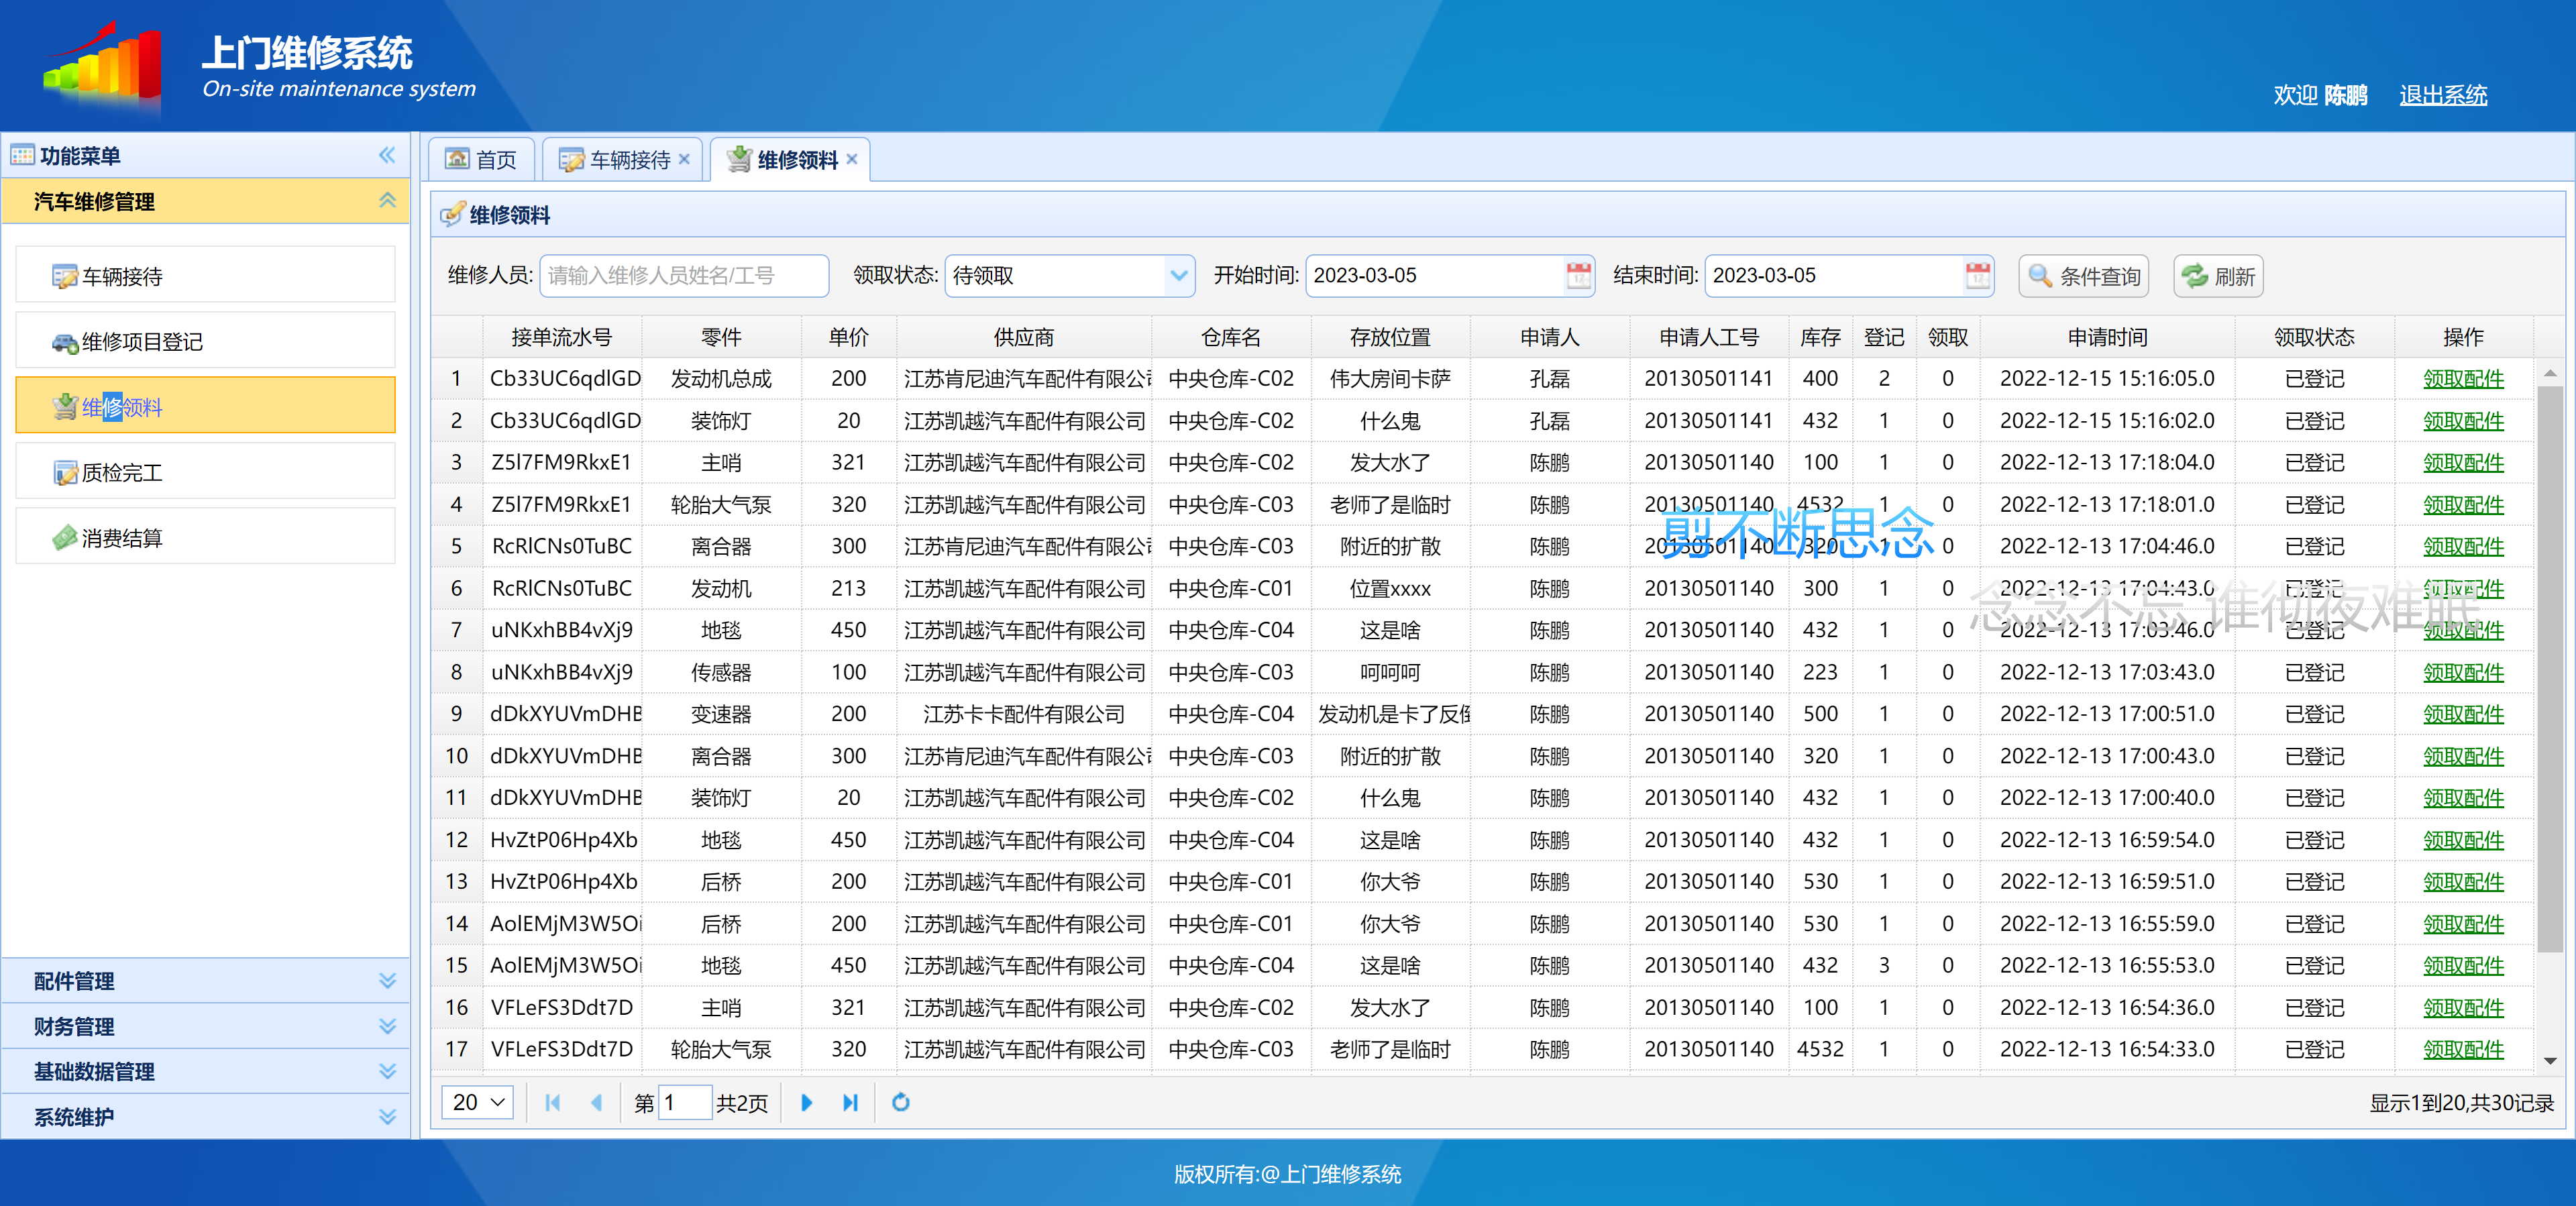 上门维修系统
On-site maintenance system
欢迎 陈鹏 退出系统
功能菜单
汽车维修管理
车辆接待
维修项目登记
维修领料
质检完工
消费结算
配件管理
财务管理
基础数据管理
系统维护
首页 车辆接待 维修领料
维修领料
维修人员: 请输入维修人员姓名/工号 领取状态: 待领取 开始时间: 2023-03-05 结束时间: 2023-03-05 条件查询 刷新
接单流水号 零件 单价 供应商 仓库名 存放位置 申请人 申请人工号 库存 登记 领取 申请时间 领取状态 操作
1 Cb33UC6qdlGD 发动机总成 200 江苏肯尼迪汽车配件有限公司 中央仓库-C02 伟大房间卡萨 孔磊 20130501141 400 2 0 2022-12-15 15:16:05.0 已登记 领取配件
2 Cb33UC6qdlGD 装饰灯 20 江苏凯越汽车配件有限公司 中央仓库-C02 什么鬼 孔磊 20130501141 432 1 0 2022-12-15 15:16:02.0 已登记 领取配件
3 Z5l7FM9RkxE1 主哨 321 江苏凯越汽车配件有限公司 中央仓库-C02 发大水了 陈鹏 20130501140 100 1 0 2022-12-13 17:18:04.0 已登记 领取配件
4 Z5l7FM9RkxE1 轮胎大气泵 320 江苏凯越汽车配件有限公司 中央仓库-C03 老师了是临时 陈鹏 20130501140 4532 1 0 2022-12-13 17:18:01.0 已登记 领取配件
剪不断思念
5 RcRlCNs0TuBC 离合器 300 江苏肯尼迪汽车配件有限公司 中央仓库-C03 附近的扩散 陈鹏 20130501140 320 1 0 2022-12-13 17:04:46.0 已登记 领取配件
6 RcRlCNs0TuBC 发动机 213 江苏凯越汽车配件有限公司 中央仓库-C01 位置xxxx 陈鹏 20130501140 300 1 0 2022-12-13 17:04:43.0 已登记 领取配件
念念不忘 谁彻夜难眠
7 uNKxhBB4vXj9 地毯 450 江苏凯越汽车配件有限公司 中央仓库-C04 这是啥 陈鹏 20130501140 432 1 0 2022-12-13 17:03:46.0 已登记 领取配件
8 uNKxhBB4vXj9 传感器 100 江苏凯越汽车配件有限公司 中央仓库-C03 呵呵呵 陈鹏 20130501140 223 1 0 2022-12-13 17:03:43.0 已登记 领取配件
9 dDkXYUVmDHB 变速器 200 江苏卡卡配件有限公司 中央仓库-C04 发动机是卡了反倒 陈鹏 20130501140 500 1 0 2022-12-13 17:00:51.0 已登记 领取配件
10 dDkXYUVmDHB 离合器 300 江苏肯尼迪汽车配件有限公司 中央仓库-C03 附近的扩散 陈鹏 20130501140 320 1 0 2022-12-13 17:00:43.0 已登记 领取配件
11 dDkXYUVmDHB 装饰灯 20 江苏凯越汽车配件有限公司 中央仓库-C02 什么鬼 陈鹏 20130501140 432 1 0 2022-12-13 17:00:40.0 已登记 领取配件
12 HvZtP06Hp4Xb 地毯 450 江苏凯越汽车配件有限公司 中央仓库-C04 这是啥 陈鹏 20130501140 432 1 0 2022-12-13 16:59:54.0 已登记 领取配件
13 HvZtP06Hp4Xb 后桥 200 江苏凯越汽车配件有限公司 中央仓库-C01 你大爷 陈鹏 20130501140 530 1 0 2022-12-13 16:59:51.0 已登记 领取配件
14 AolEMjM3W5Oi 后桥 200 江苏凯越汽车配件有限公司 中央仓库-C01 你大爷 陈鹏 20130501140 530 1 0 2022-12-13 16:55:59.0 已登记 领取配件
15 AolEMjM3W5Oi 地毯 450 江苏凯越汽车配件有限公司 中央仓库-C04 这是啥 陈鹏 20130501140 432 3 0 2022-12-13 16:55:53.0 已登记 领取配件
16 VFLeFS3Ddt7D 主哨 321 江苏凯越汽车配件有限公司 中央仓库-C02 发大水了 陈鹏 20130501140 100 1 0 2022-12-13 16:54:36.0 已登记 领取配件
17 VFLeFS3Ddt7D 轮胎大气泵 320 江苏凯越汽车配件有限公司 中央仓库-C03 老师了是临时 陈鹏 20130501140 4532 1 0 2022-12-13 16:54:33.0 已登记 领取配件
20 第 1 共2页 显示1到20,共30记录
版权所有:@上门维修系统